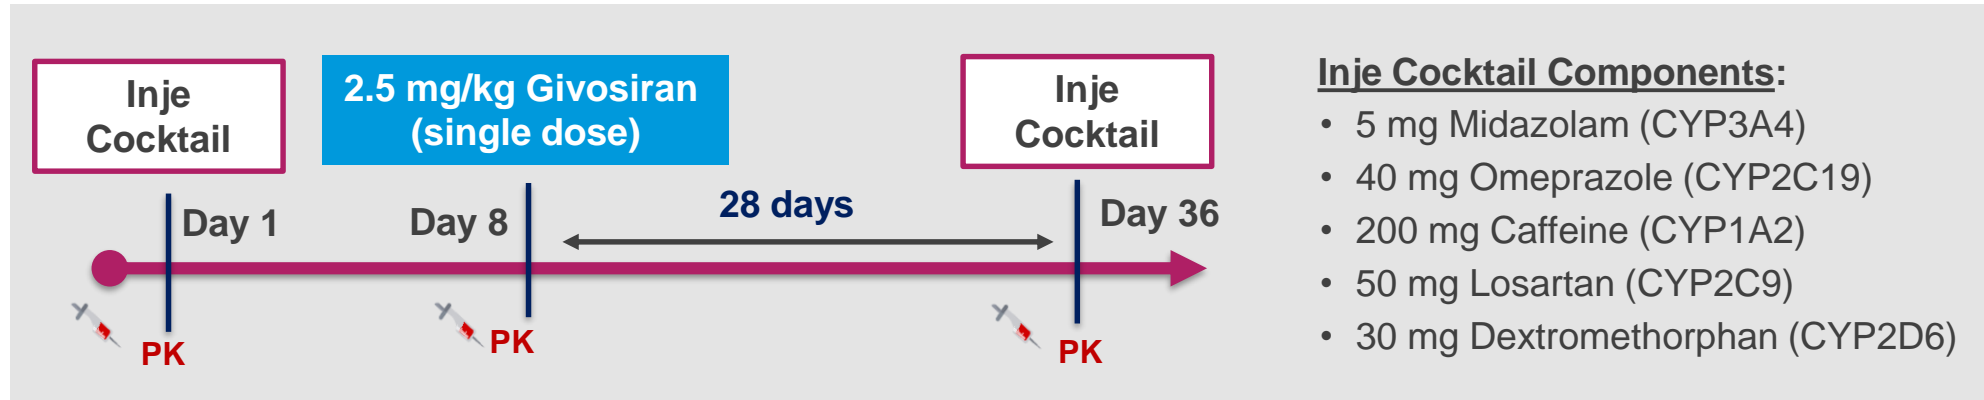 Inje
Cocktail
2.5 mg/kg Givosiran
(single dose)
Inje
Cocktail
Day 1
Day 8
28 days
Day 36
PK
PK
PK
Inje Cocktail Components:
• 5 mg Midazolam (CYP3A4)
• 40 mg Omeprazole (CYP2C19)
• 200 mg Caffeine (CYP1A2)
• 50 mg Losartan (CYP2C9)
• 30 mg Dextromethorphan (CYP2D6)